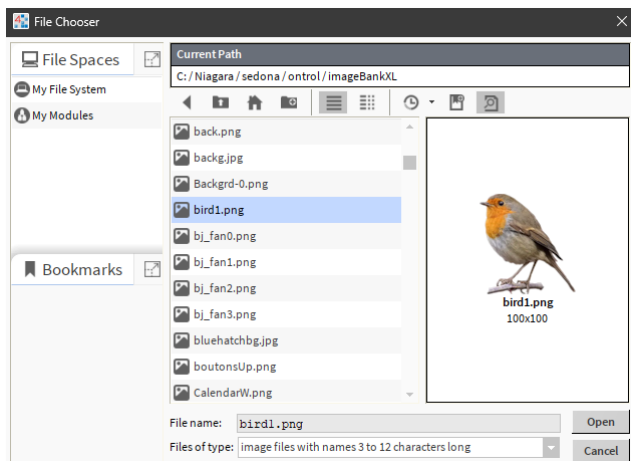 File Chooser
File Spaces
My File System
My Modules
Bookmarks
Current Path
C:/Niagara/sedona/ontrol/imageBankXL
back.png
backg.jpg
Backgrd-0.png
bird1.png
bj_fan0.png
bj_fan1.png
bj_fan2.png
bj_fan3.png
bluehatchbg.jpg
boutonsUp.png
CalendarW.png
bird1.png
100x100
File name: bird1.png
Open
Files of type: image files with names 3 to 12 characters long
Cancel